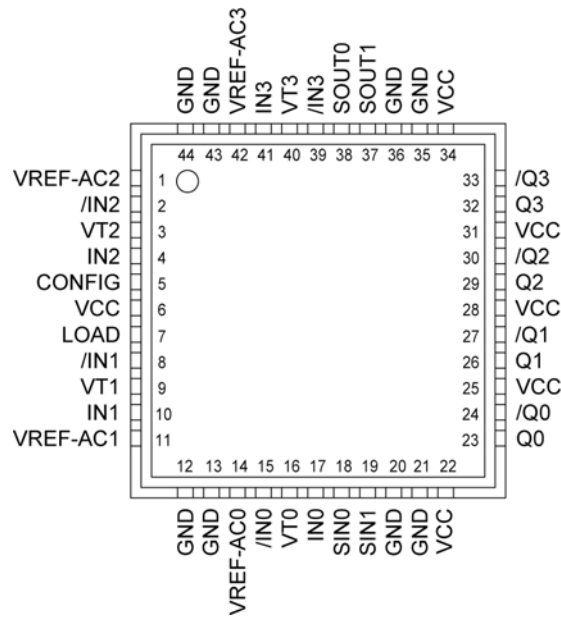 GND
GND
VREF-AC3
IN3
VT3
/IN3
SOUT0
SOUT1
GND
GND
VCC
44 43 42 41 40 39 38 37 36 35 34
VREF-AC2 1
/IN2 2
VT2 3
IN2 4
CONFIG 5
VCC 6
LOAD 7
/IN1 8
VT1 9
IN1 10
VREF-AC1 11
33 /Q3
32 Q3
31 VCC
30 /Q2
29 Q2
28 VCC
27 /Q1
26 Q1
25 VCC
24 /Q0
23 Q0
12 13 14 15 16 17 18 19 20 21 22
GND
GND
VREF-AC0
/IN0
VT0
IN0
SIN0
SIN1
GND
GND
VCC